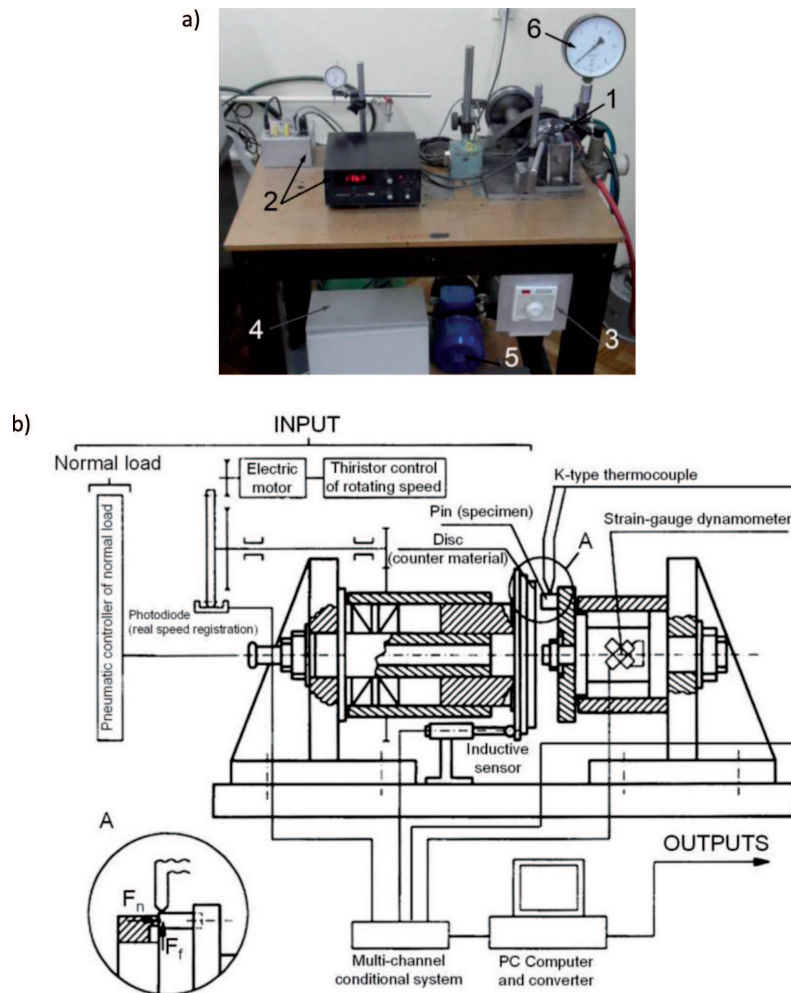 a)
6
1
2
4
5
3
b)
INPUT
Normal load
Electric
motor
Thiristor control
of rotating speed
K-type thermocouple
Pin (specimen)
Strain-gauge dynamometer
Disc
(counter material)
A
Pneumatic controller of normal load
Photodiode
(real speed registration)
Inductive
sensor
A
Fn
Ff
OUTPUTS
Multi-channel
conditional system
PC Computer
and converter